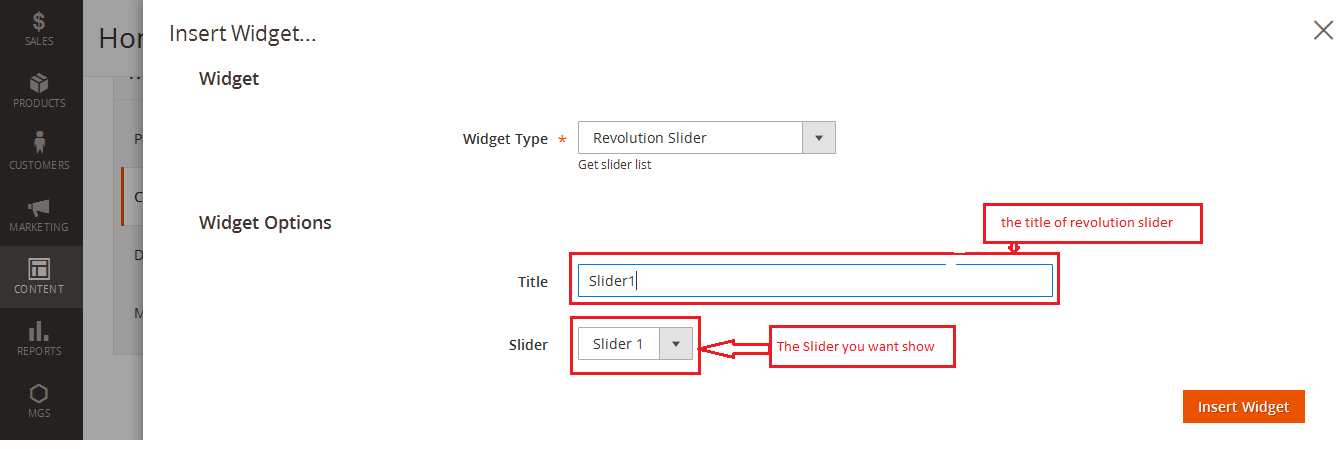 SALES
PRODUCTS
CUSTOMERS
MARKETING
CONTENT
REPORTS
MGS
Hor
P
C
D
M
Insert Widget...
Widget
Widget Type *
Revolution Slider
Get slider list
Widget Options
the title of revolution slider
Title
Slider1
Slider
Slider 1
The Slider you want show
Insert Widget